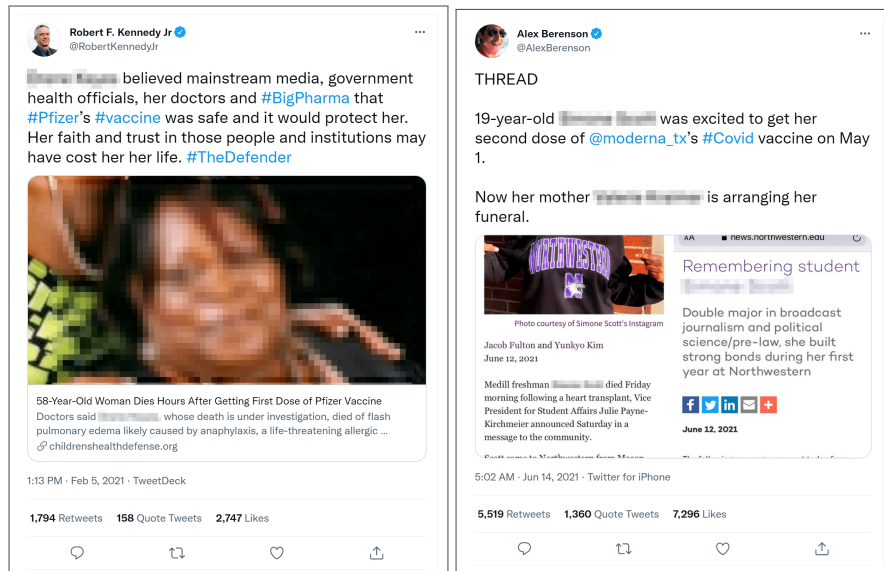 Robert F. Kennedy Jr
@RobertKennedyJr
believed mainstream media, government
health officials, her doctors and #BigPharma that
#Pfizer's #vaccine was safe and it would protect her.
Her faith and trust in those people and institutions may
have cost her her life. #TheDefender
58-Year-Old Woman Dies Hours After Getting First Dose of Pfizer Vaccine
Doctors said , whose death is under investigation, died of flash
pulmonary edema likely caused by anaphylaxis, a life-threatening allergic ...
childrenshealthdefense.org
1:13 PM · Feb 5, 2021 · TweetDeck
1,794 Retweets 158 Quote Tweets 2,747 Likes
Alex Berenson
@AlexBerenson
THREAD
19-year-old was excited to get her
second dose of @moderna_tx's #Covid vaccine on May
1.
Now her mother is arranging her
funeral.
NORTHWESTERN
N
Photo courtesy of Simone Scott's Instagram
Jacob Fulton and Yunkyo Kim
June 12, 2021
Medill freshman died Friday
morning following a heart transplant, Vice
President for Student Affairs Julie Payne-
Kirchmeier announced Saturday in a
message to the community.
AA news.northwestern.edu
Remembering student
Double major in broadcast
journalism and political
science/pre-law, she built
strong bonds during her first
year at Northwestern
June 12, 2021
5:02 AM · Jun 14, 2021 · Twitter for iPhone
5,519 Retweets 1,360 Quote Tweets 7,296 Likes